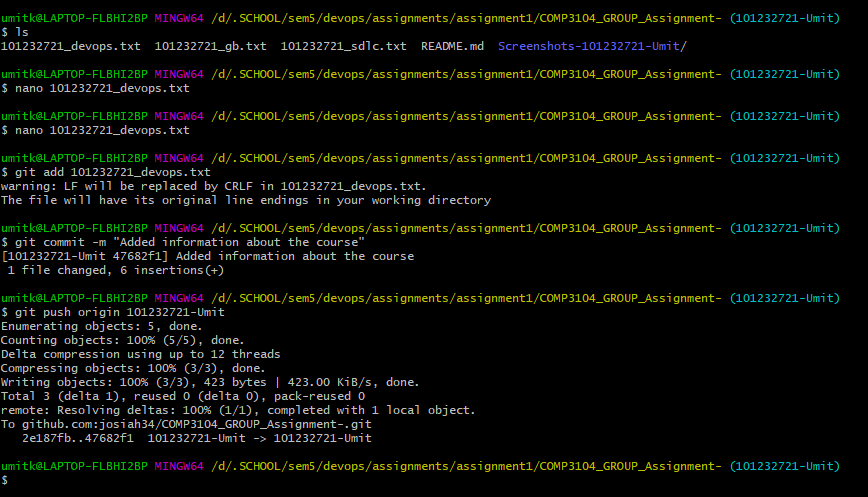 umitk@LAPTOP-FLBHI2BP MINGW64 /d/.SCHOOL/sem5/devops/assignments/assignment1/COMP3104_GROUP_Assignment- (101232721-Umit)
$ ls
101232721_devops.txt  101232721_gb.txt  101232721_sdlc.txt  README.md  Screenshots-101232721-Umit/
umitk@LAPTOP-FLBHI2BP MINGW64 /d/.SCHOOL/sem5/devops/assignments/assignment1/COMP3104_GROUP_Assignment- (101232721-Umit)
$ nano 101232721_devops.txt
umitk@LAPTOP-FLBHI2BP MINGW64 /d/.SCHOOL/sem5/devops/assignments/assignment1/COMP3104_GROUP_Assignment- (101232721-Umit)
$ nano 101232721_devops.txt
umitk@LAPTOP-FLBHI2BP MINGW64 /d/.SCHOOL/sem5/devops/assignments/assignment1/COMP3104_GROUP_Assignment- (101232721-Umit)
$ git add 101232721_devops.txt
warning: LF will be replaced by CRLF in 101232721_devops.txt.
The file will have its original line endings in your working directory
umitk@LAPTOP-FLBHI2BP MINGW64 /d/.SCHOOL/sem5/devops/assignments/assignment1/COMP3104_GROUP_Assignment- (101232721-Umit)
$ git commit -m "Added information about the course"
[101232721-Umit 47682f1] Added information about the course
 1 file changed, 6 insertions(+)
umitk@LAPTOP-FLBHI2BP MINGW64 /d/.SCHOOL/sem5/devops/assignments/assignment1/COMP3104_GROUP_Assignment- (101232721-Umit)
$ git push origin 101232721-Umit
Enumerating objects: 5, done.
Counting objects: 100% (5/5), done.
Delta compression using up to 12 threads
Compressing objects: 100% (3/3), done.
Writing objects: 100% (3/3), 423 bytes | 423.00 KiB/s, done.
Total 3 (delta 1), reused 0 (delta 0), pack-reused 0
remote: Resolving deltas: 100% (1/1), completed with 1 local object.
To github.com:josiah34/COMP3104_GROUP_Assignment-.git
   2e187fb..47682f1  101232721-Umit -> 101232721-Umit
umitk@LAPTOP-FLBHI2BP MINGW64 /d/.SCHOOL/sem5/devops/assignments/assignment1/COMP3104_GROUP_Assignment- (101232721-Umit)
$